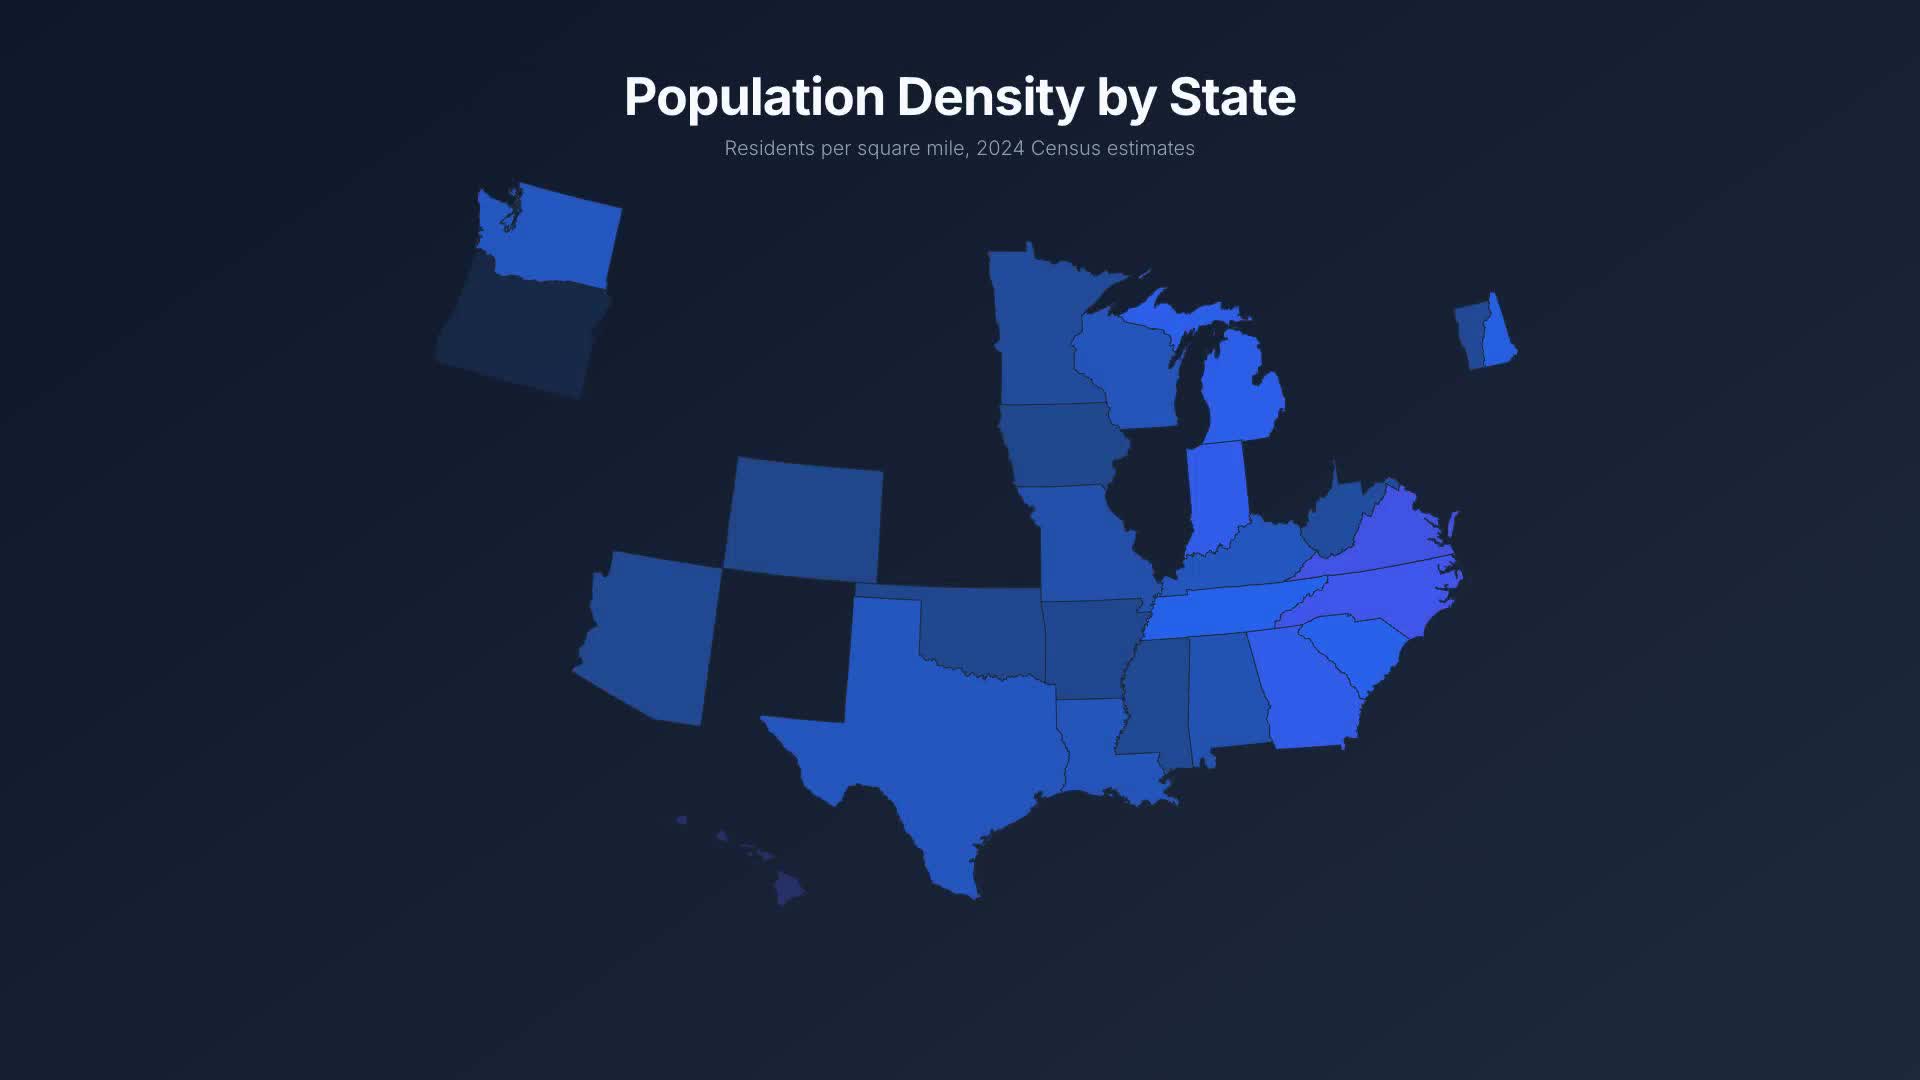 Population Density by State
Residents per square mile, 2024 Census estimates